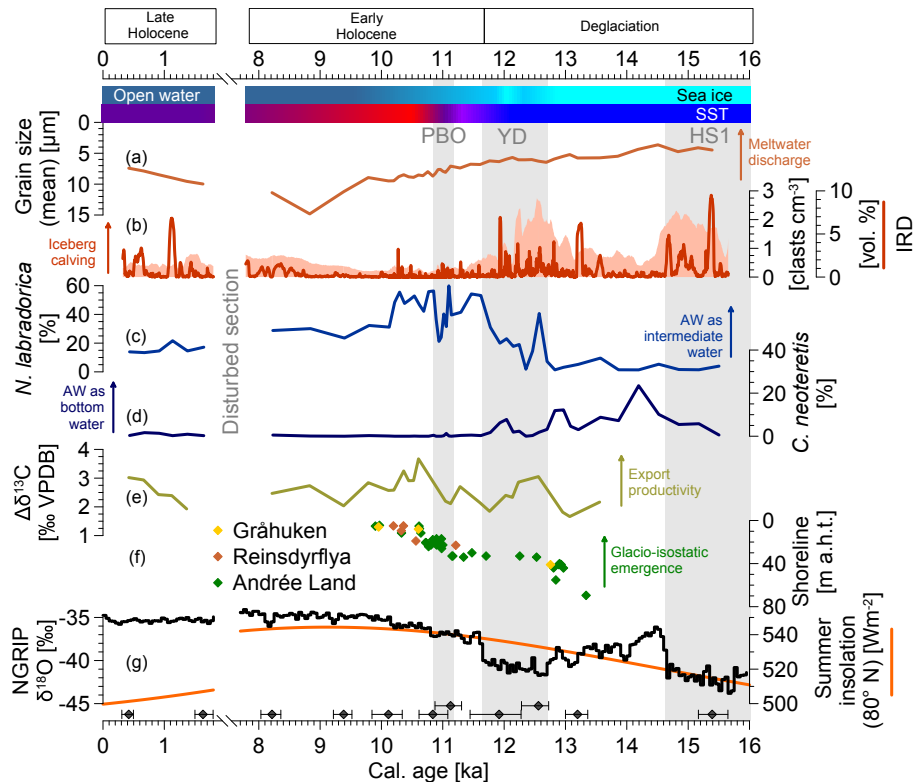 Late
Holocene
Early
Holocene
Deglaciation
0 1 8 9 10 11 12 13 14 15 16
Open water
Sea ice
SST
PBO
YD
HS1
Grain size
(mean) [µm]
0
5
10
15
(a)
Meltwater
discharge
Iceberg
calving
(b)
3
2
1
0
[clasts cm-3]
10
5
0
[vol. %]
IRD
N. labradorica
[%]
60
40
20
0
(c)
AW as
intermediate
water
Disturbed section
AW as
bottom
water
(d)
40
20
0
C. neoteretis
[%]
Δδ13C
[‰ VPDB]
4
3
2
1
(e)
Export
productivity
(f)
Gråhuken
Reinsdyrflya
Andrée Land
Glacio-isostatic
emergence
0
40
80
Shoreline
[m a.h.t.]
NGRIP
δ18O [‰]
-35
-40
-45
(g)
540
520
500
Summer
insolation
(80° N) [Wm-2]
0 1 8 9 10 11 12 13 14 15 16
Cal. age [ka]